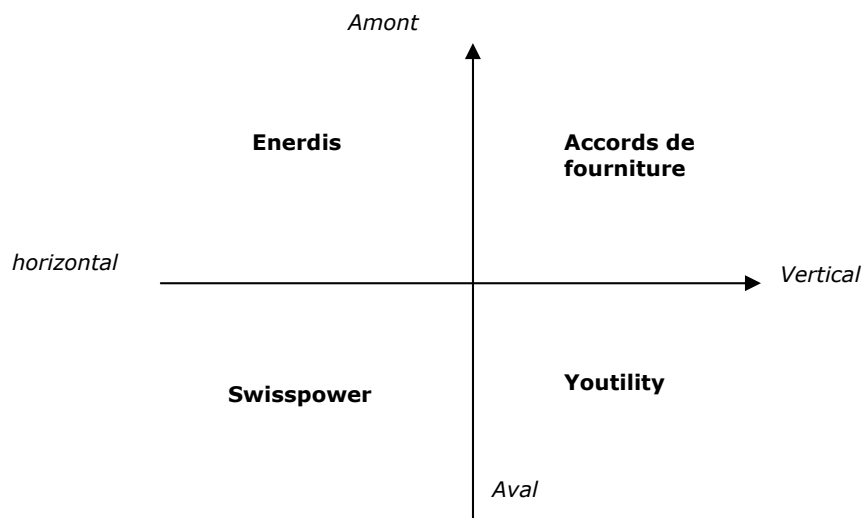 Amont
Enerdis
Accords de
fourniture
horizontal
Vertical
Swisspower
Youtility
Aval